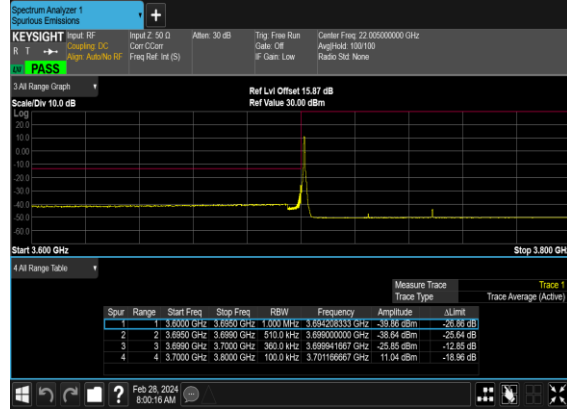 Spectrum Analyzer 1
Spurious Emissions
+
KEYSIGHT Input: RF Input Z: 50 Ω Atten: 30 dB Trig: Free Run Center Freq: 22.005000000 GHz
R T Coupling: DC Corr CCorr Gate: Off Avg|Hold: 100/100
Align: Auto/No RF Freq Ref: Int (S) IF Gain: Low Radio Std: None
PASS
3 All Range Graph Ref Lvl Offset 15.87 dB
Scale/Div 10.0 dB Ref Value 30.00 dBm
Log
20.0
10.0
0.00
-10.0
-20.0
-30.0
-40.0
-50.0
-60.0
Start 3.600 GHz Stop 3.800 GHz
4 All Range Table
Measure Trace Trace 1
Trace Type Trace Average (Active)
Spur Range Start Freq Stop Freq RBW Frequency Amplitude ΔLimit
1 1 3.6000 GHz 3.6950 GHz 1.000 MHz 3.694208333 GHz -39.86 dBm -26.86 dB
2 2 3.6950 GHz 3.6990 GHz 510.0 kHz 3.699000000 GHz -38.64 dBm -25.64 dB
3 3 3.6990 GHz 3.7000 GHz 360.0 kHz 3.699941667 GHz -25.85 dBm -12.85 dB
4 4 3.7000 GHz 3.8000 GHz 100.0 kHz 3.701166667 GHz 11.04 dBm -18.96 dB
? Feb 28, 2024
8:00:16 AM